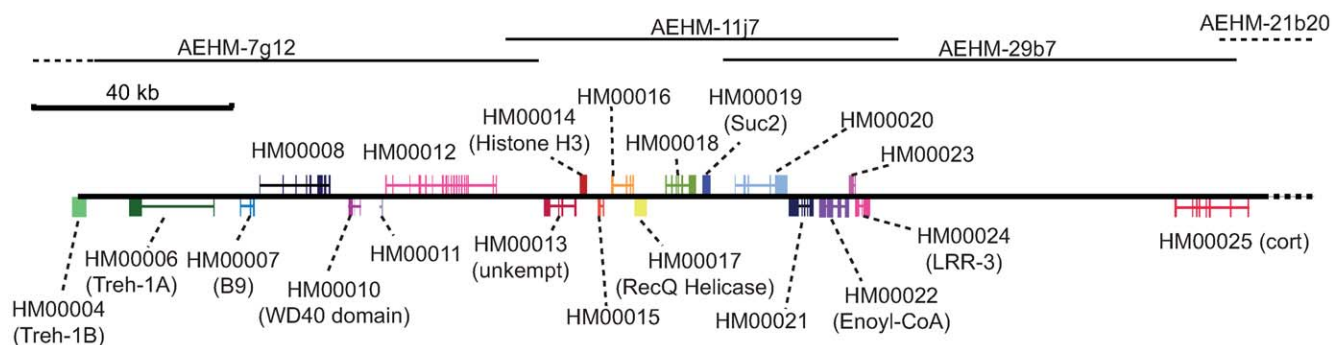 AEHM-21b20
AEHM-11j7
AEHM-7g12
AEHM-29b7
40 kb
HM00016
HM00019
(Suc2)
HM00014
(Histone H3)
HM00020
HM00018
HM00008
HM00012
HM00023
HM00004
(Treh-1B)
HM00006
(Treh-1A)
HM00007
(B9)
HM00010
(WD40 domain)
HM00011
HM00013
(unkempt)
HM00015
HM00017
(RecQ Helicase)
HM00021
HM00022
(Enoyl-CoA)
HM00024
(LRR-3)
HM00025 (cort)